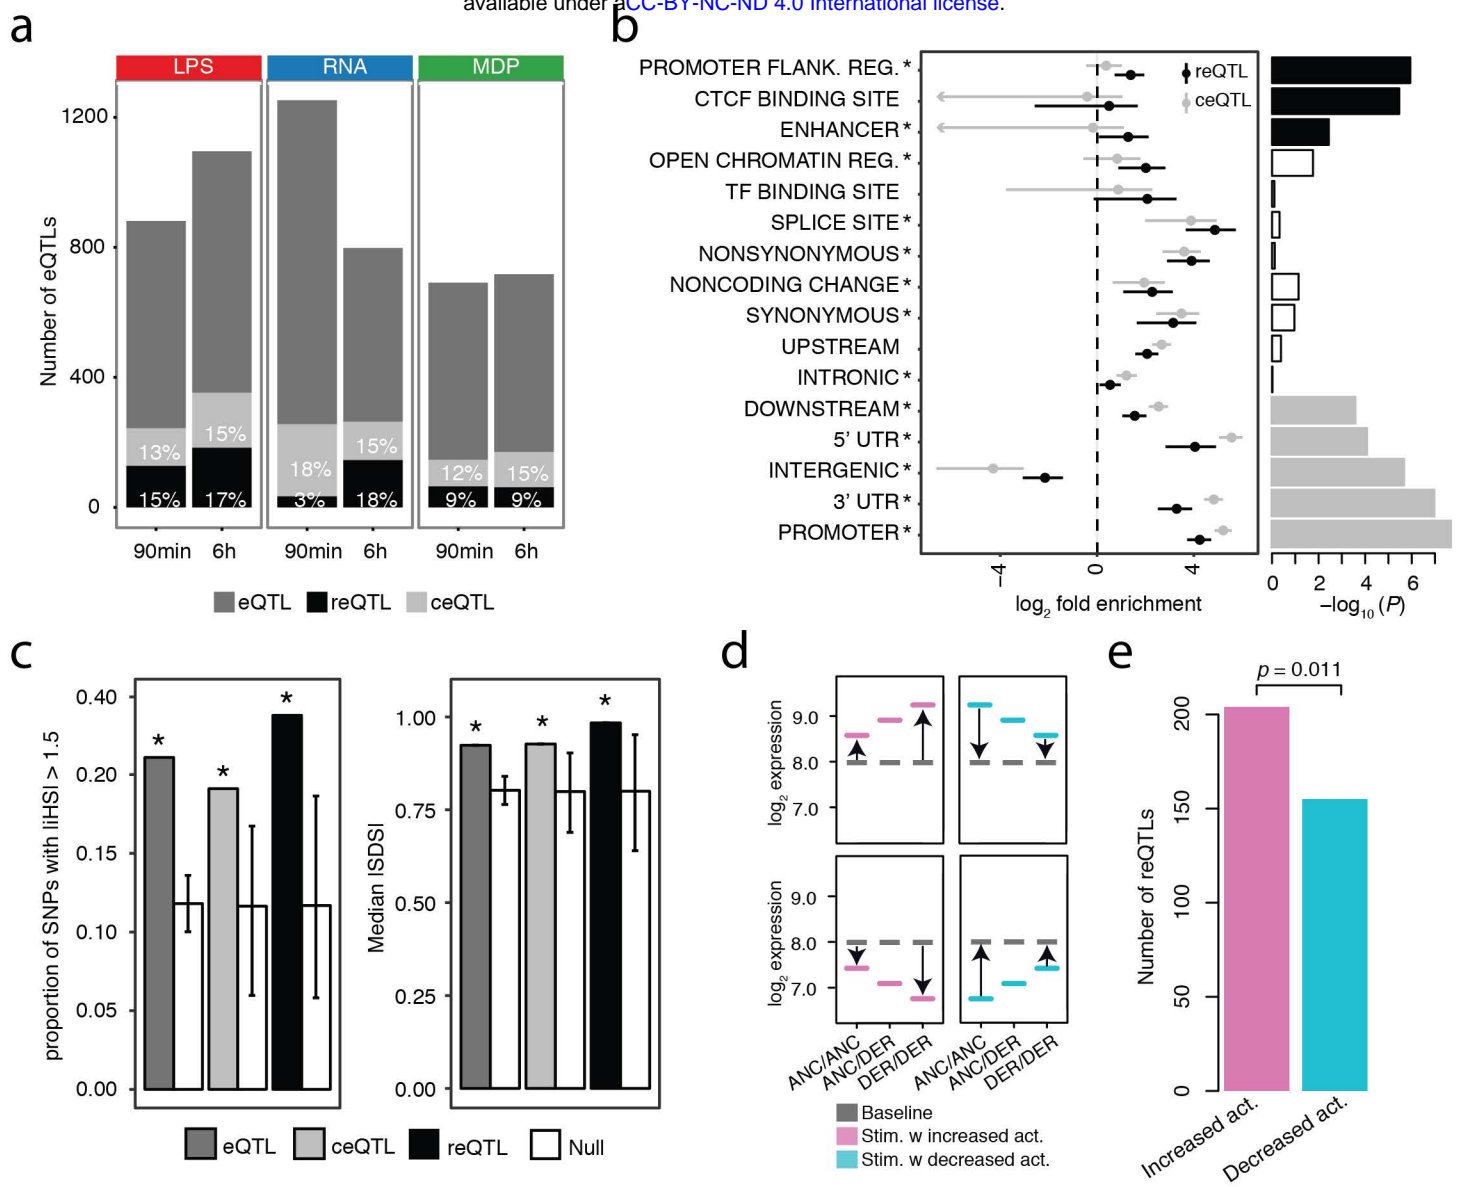 available under aCC-BY-NC-ND 4.0 International license.
a
LPS RNA MDP
Number of eQTLs
1200
800
400
0
13% 15% 18% 15% 12% 15%
15% 17% 3% 18% 9% 9%
90min 6h 90min 6h 90min 6h
eQTL reQTL ceQTL
b
PROMOTER FLANK. REG. *
CTCF BINDING SITE
ENHANCER *
OPEN CHROMATIN REG. *
TF BINDING SITE
SPLICE SITE *
NONSYNONYMOUS *
NONCODING CHANGE *
SYNONYMOUS *
UPSTREAM
INTRONIC *
DOWNSTREAM *
5' UTR *
INTERGENIC *
3' UTR *
PROMOTER *
reQTL
ceQTL
−4 0 4
log2 fold enrichment
0 2 4 6
−log10 (P)
c
proportion of SNPs with liHSI > 1.5
0.40
0.20
0.15
0.10
0.05
0.00
* * *
Median ISDSI
1.00
0.75
0.50
0.25
0.00
* * *
eQTL ceQTL reQTL Null
d
log2 expression
9.0
8.0
7.0
log2 expression
9.0
8.0
7.0
ANC/ANC ANC/DER DER/DER ANC/ANC ANC/DER DER/DER
Baseline
Stim. w increased act.
Stim. w decreased act.
e
p = 0.011
Number of reQTLs
200
150
100
50
0
Increased act. Decreased act.